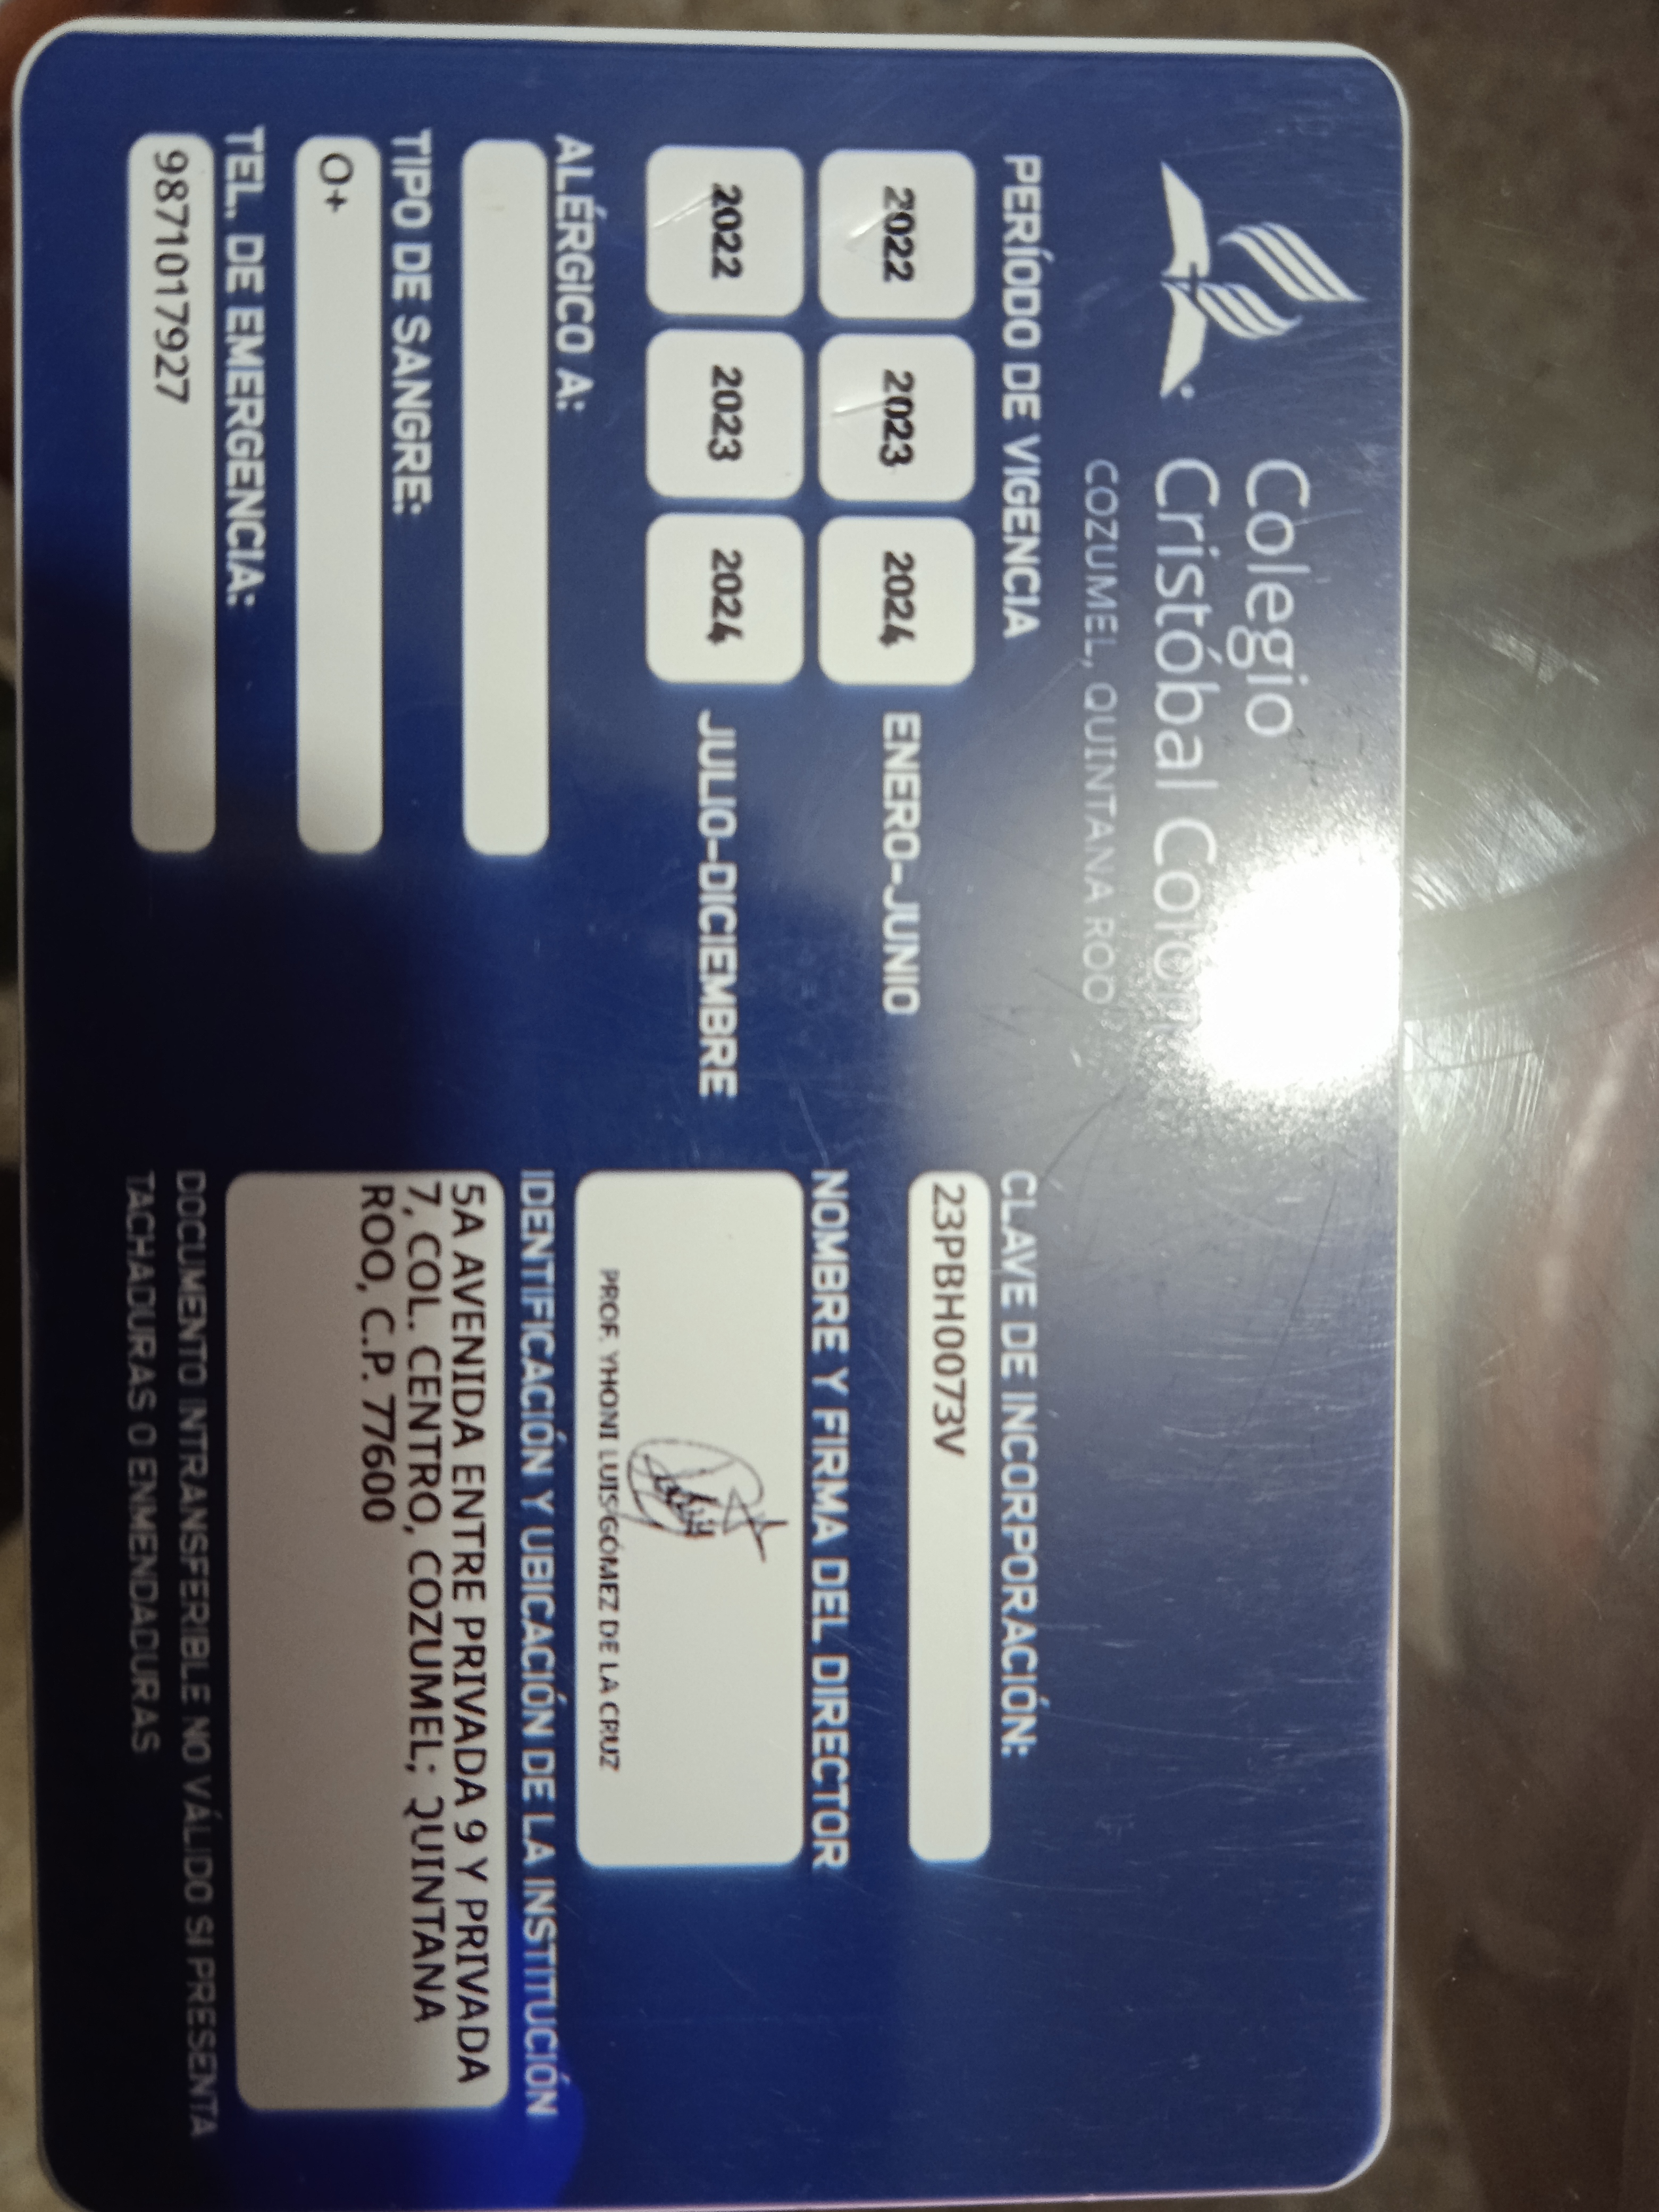 Colegio
Cristóbal Colón
COZUMEL, QUINTANA ROO
PERÍODO DE VIGENCIA
2022 2023 2024 ENERO-JUNIO
2022 2023 2024 JULIO-DICIEMBRE
ALÉRGICO A:
TIPO DE SANGRE:
O+
TEL. DE EMERGENCIA:
9871017927
CLAVE DE INCORPORACIÓN:
23PBH0073V
NOMBRE Y FIRMA DEL DIRECTOR
PROF. YHONI LUIS GÓMEZ DE LA CRUZ
IDENTIFICACIÓN Y UBICACIÓN DE LA INSTITUCIÓN
5A AVENIDA ENTRE PRIVADA 9 Y PRIVADA
7, COL. CENTRO, COZUMEL; QUINTANA
ROO, C.P. 77600
DOCUMENTO INTRANSFERIBLE NO VÁLIDO SI PRESENTA
TACHADURAS O ENMENDADURAS